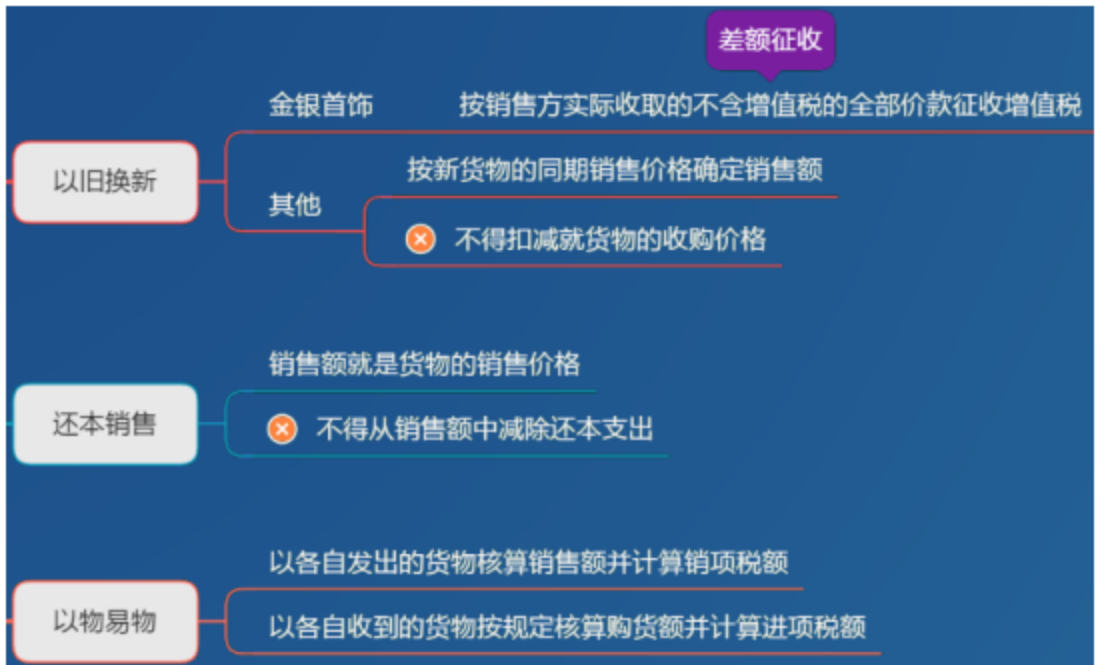 差额征收
金银首饰 按销售方实际收取的不含增值税的全部价款征收增值税
以旧换新
按新货物的同期销售价格确定销售额
其他
不得扣减就货物的收购价格
销售额就是货物的销售价格
还本销售
不得从销售额中减除还本支出
以各自发出的货物核算销售额并计算销项税额
以物易物
以各自收到的货物按规定核算购货额并计算进项税额